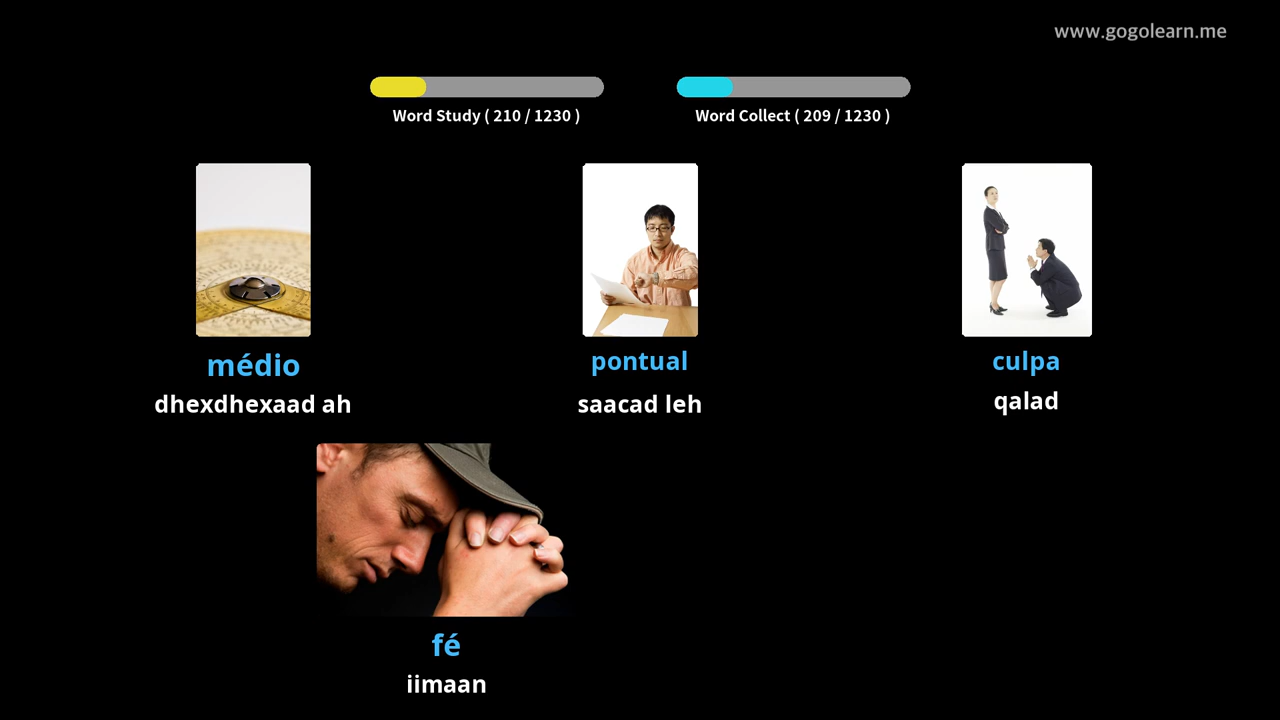 www.gogolearn.me
Word Study ( 210 / 1230 )
Word Collect ( 209 / 1230 )
médio
pontual
culpa
dhexdhexaad ah
saacad leh
qalad
fé
iimaan